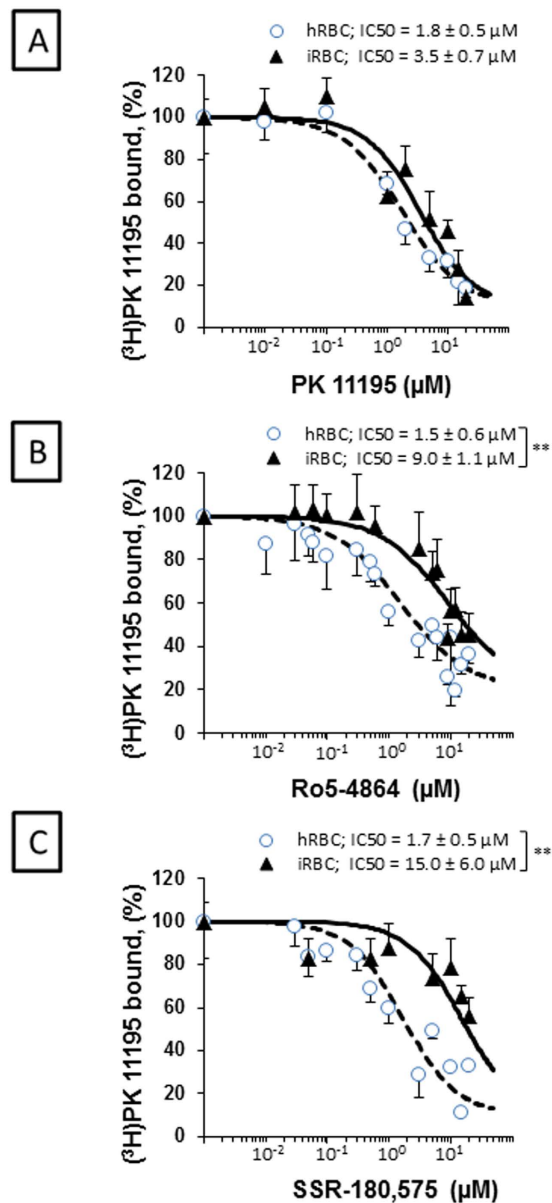 A
hRBC; IC50 = 1.8 ± 0.5 µM
iRBC; IC50 = 3.5 ± 0.7 µM
(³H)PK 11195 bound, (%)
120
100
80
60
40
20
0
10⁻² 10⁻¹ 10⁰ 10¹
PK 11195 (µM)
B
hRBC; IC50 = 1.5 ± 0.6 µM
iRBC; IC50 = 9.0 ± 1.1 µM
**
(³H)PK 11195 bound, (%)
120
100
80
60
40
20
0
10⁻² 10⁻¹ 10⁰ 10¹
Ro5-4864 (µM)
C
hRBC; IC50 = 1.7 ± 0.5 µM
iRBC; IC50 = 15.0 ± 6.0 µM
**
(³H)PK 11195 bound, (%)
120
100
80
60
40
20
0
10⁻² 10⁻¹ 10⁰ 10¹
SSR-180,575 (µM)